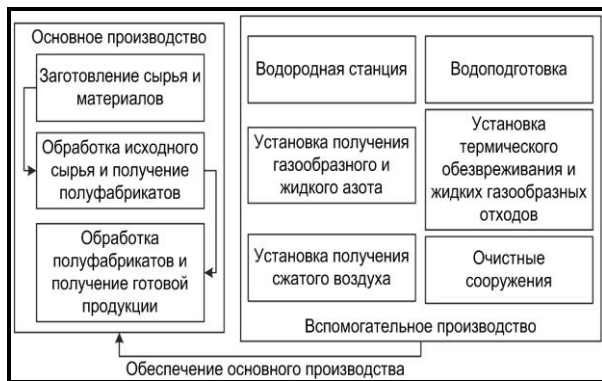 Основное производство
Заготовление сырья и
материалов
Обработка исходного
сырья и получение
полуфабрикатов
Обработка
полуфабрикатов и
получение готовой
продукции
Водородная станция
Водоподготовка
Установка получения
газообразного и
жидкого азота
Установка
термического
обезвреживания и
жидких газообразных
отходов
Установка получения
сжатого воздуха
Очистные
сооружения
Вспомогательное производство
Обеспечение основного производства